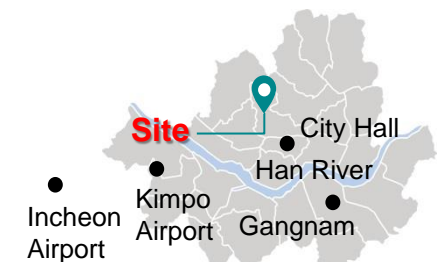 Site
City Hall
Han River
Kimpo
Airport
Gangnam
Incheon
Airport